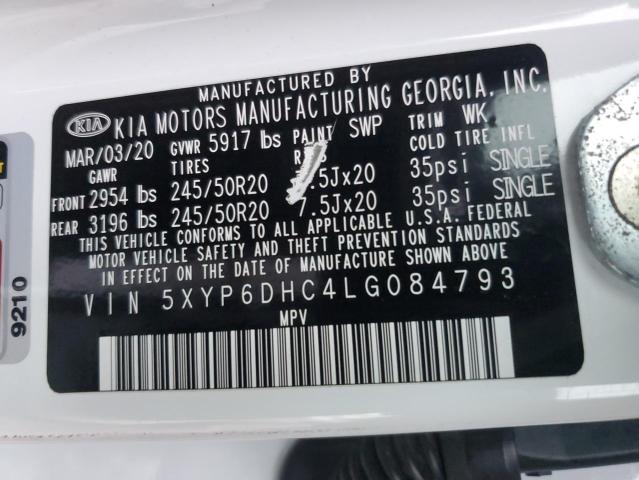 MANUFACTURED BY
KIA KIA MOTORS MANUFACTURING GEORGIA, INC.
MAR/03/20 GVWR 5917 lbs PAINT SWP TRIM WK
GAWR TIRES COLD TIRE INFL
FRONT 2954 lbs 245/50R20 .5Jx20 35psi SINGLE
REAR 3196 lbs 245/50R20 7.5Jx20 35psi SINGLE
THIS VEHICLE CONFORMS TO ALL APPLICABLE U.S.A. FEDERAL
MOTOR VEHICLE SAFETY AND THEFT PREVENTION STANDARDS
IN EFFECT ON THE DATE OF MANUFACTURE SHOWN ABOVE.
VIN 5XYP6DHC4LG084793
MPV
9210